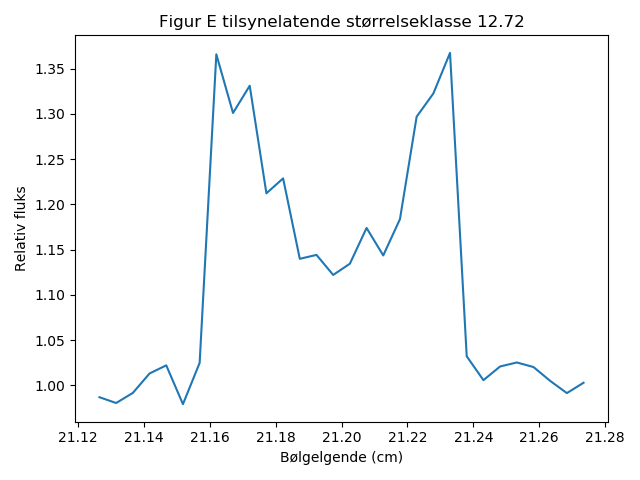 Figur E tilsynelatende størrelseklasse 12.72
Relativ fluks
1.35
1.30
1.25
1.20
1.15
1.10
1.05
1.00
21.12 21.14 21.16 21.18 21.20 21.22 21.24 21.26 21.28
Bølgelgende (cm)